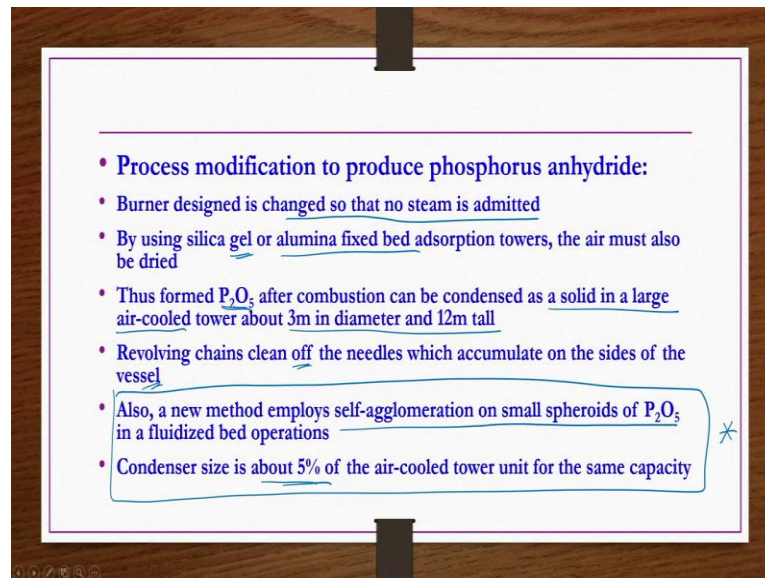 • Process modification to produce phosphorus anhydride:
• Burner designed is changed so that no steam is admitted
• By using silica gel or alumina fixed bed adsorption towers, the air must also
be dried
• Thus formed P₂O₅ after combustion can be condensed as a solid in a large
air-cooled tower about 3m in diameter and 12m tall
• Revolving chains clean off the needles which accumulate on the sides of the
vessel
• Also, a new method employs self-agglomeration on small spheroids of P₂O₅
in a fluidized bed operations
• Condenser size is about 5% of the air-cooled tower unit for the same capacity